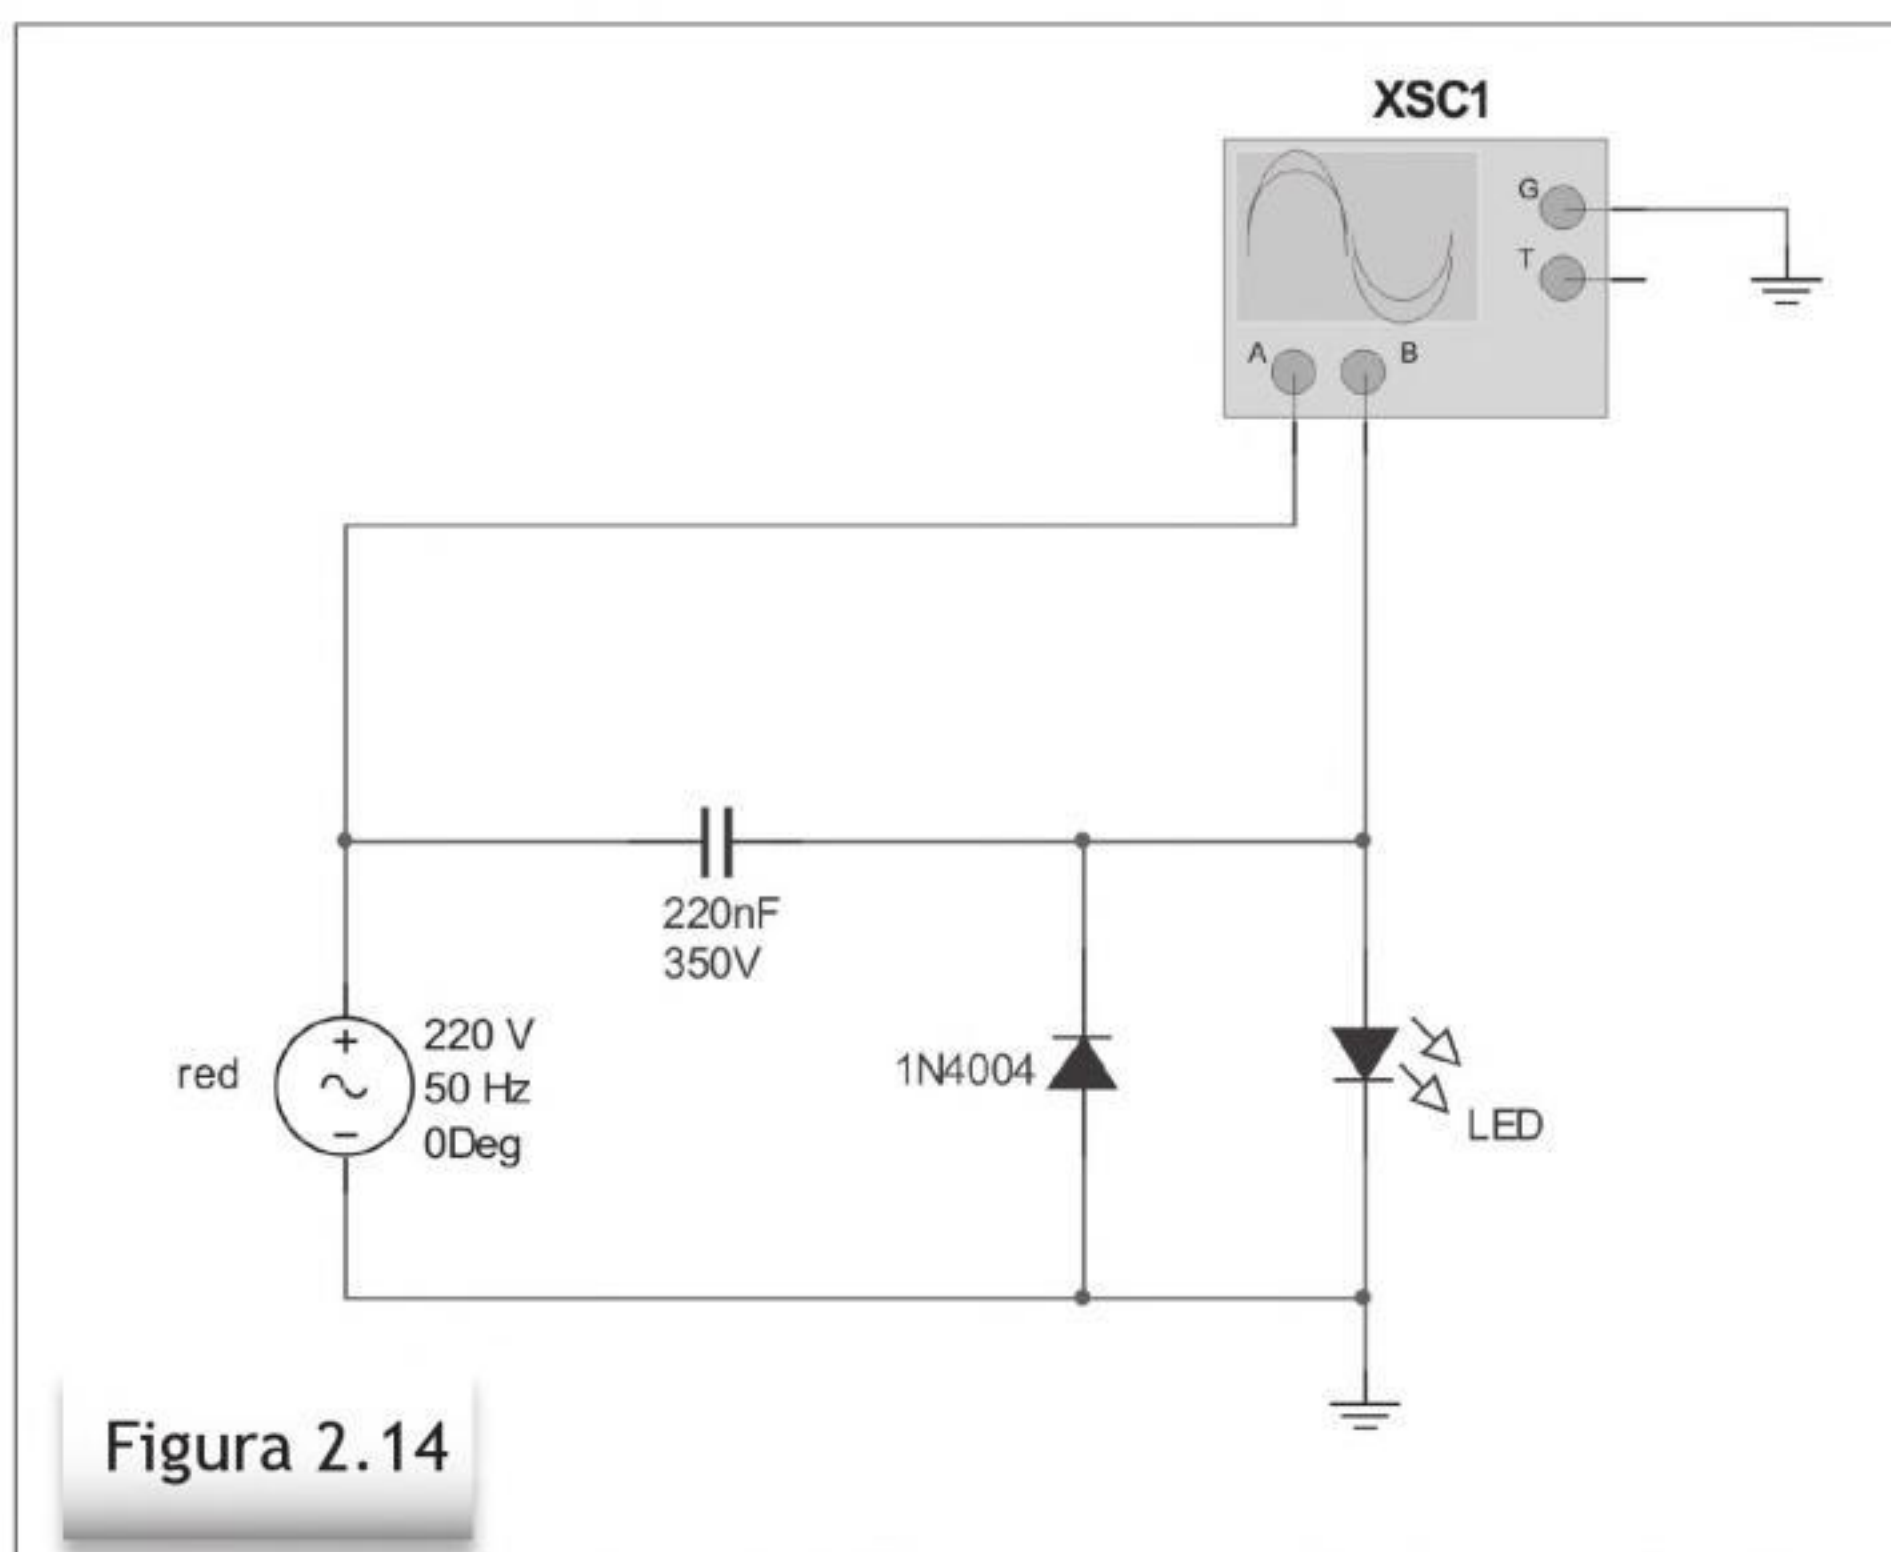 XSC1
G
T
A
B
220nF
350V
red
+
220 V
50 Hz
−
0Deg
1N4004
LED
Figura 2.14